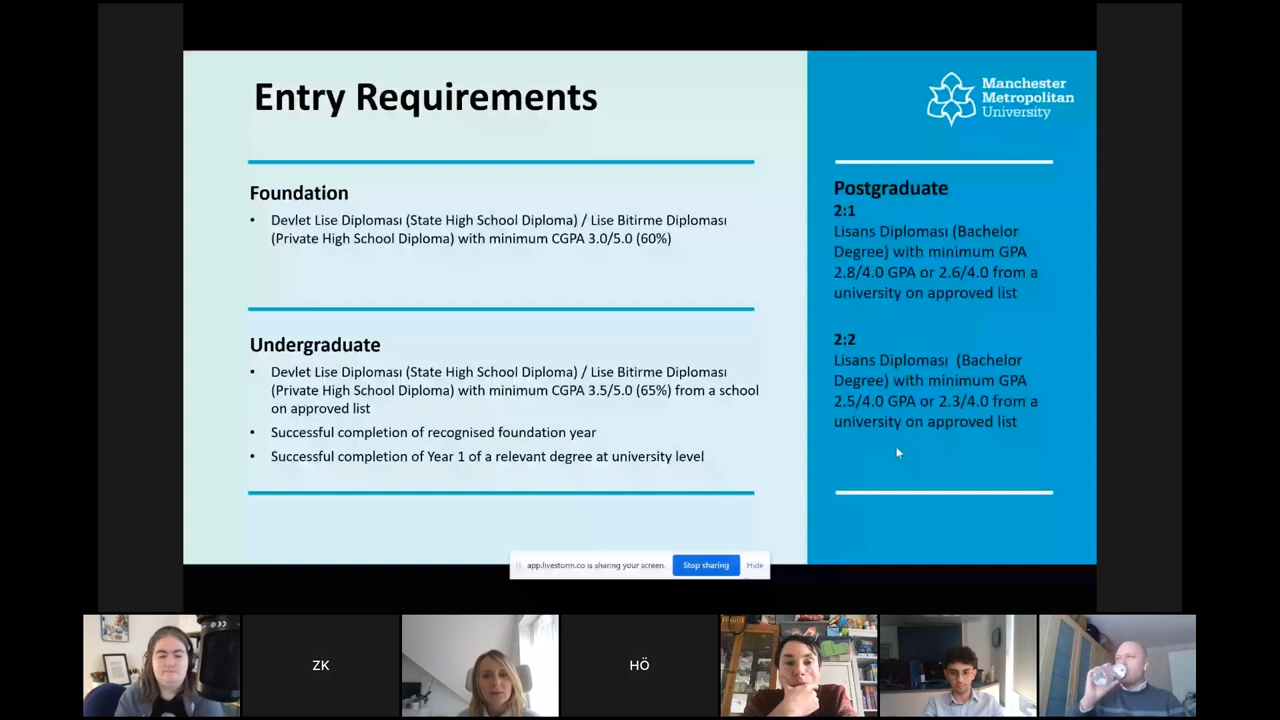 Entry Requirements
Manchester
Metropolitan
University
Foundation
• Devlet Lise Diploması (State High School Diploma) / Lise Bitirme Diploması
(Private High School Diploma) with minimum CGPA 3.0/5.0 (60%)
Undergraduate
• Devlet Lise Diploması (State High School Diploma) / Lise Bitirme Diploması
(Private High School Diploma) with minimum CGPA 3.5/5.0 (65%) from a school
on approved list
• Successful completion of recognised foundation year
• Successful completion of Year 1 of a relevant degree at university level
Postgraduate
2:1
Lisans Diploması (Bachelor
Degree) with minimum GPA
2.8/4.0 GPA or 2.6/4.0 from a
university on approved list
2:2
Lisans Diploması (Bachelor
Degree) with minimum GPA
2.5/4.0 GPA or 2.3/4.0 from a
university on approved list
app.livestorm.co is sharing your screen. Stop sharing Hide
ZK
HÖ